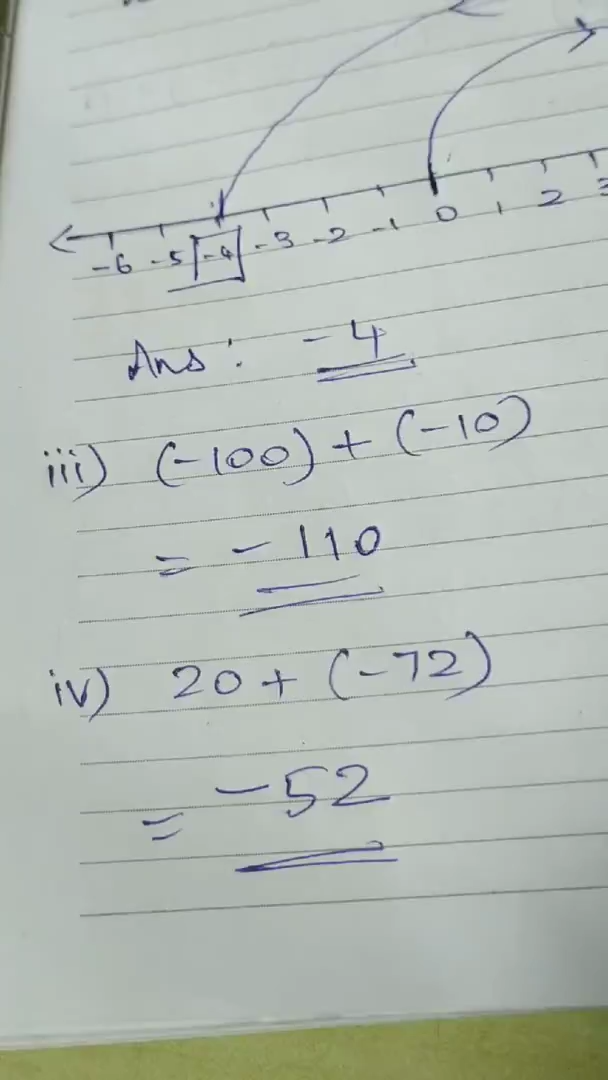 -6 -5 -4 -3 -2 -1 0 1 2
Ans: -4
iii) (-100) + (-10)
= -110
iv) 20 + (-72)
= -52